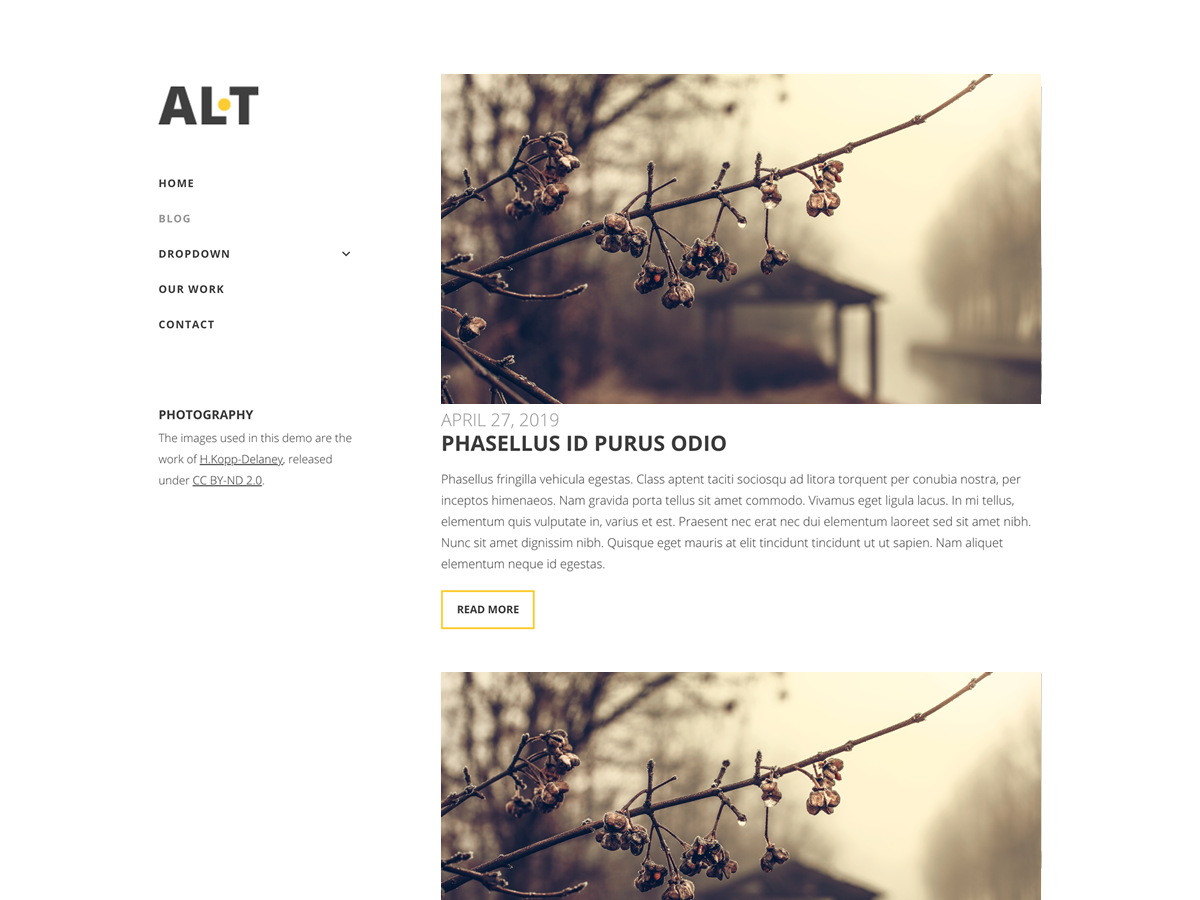 ALT
HOME
BLOG
DROPDOWN
OUR WORK
CONTACT
PHOTOGRAPHY
The images used in this demo are the
work of H.Kopp-Delaney, released
under CC BY-ND 2.0.
APRIL 27, 2019
PHASELLUS ID PURUS ODIO
Phasellus fringilla vehicula egestas. Class aptent taciti sociosqu ad litora torquent per conubia nostra, per
inceptos himenaeos. Nam gravida porta tellus sit amet commodo. Vivamus eget ligula lacus. In mi tellus,
elementum quis vulputate in, varius et est. Praesent nec erat nec dui elementum laoreet sed sit amet nibh.
Nunc sit amet dignissim nibh. Quisque eget mauris at elit tincidunt tincidunt ut ut sapien. Nam aliquet
elementum neque id egestas.
READ MORE